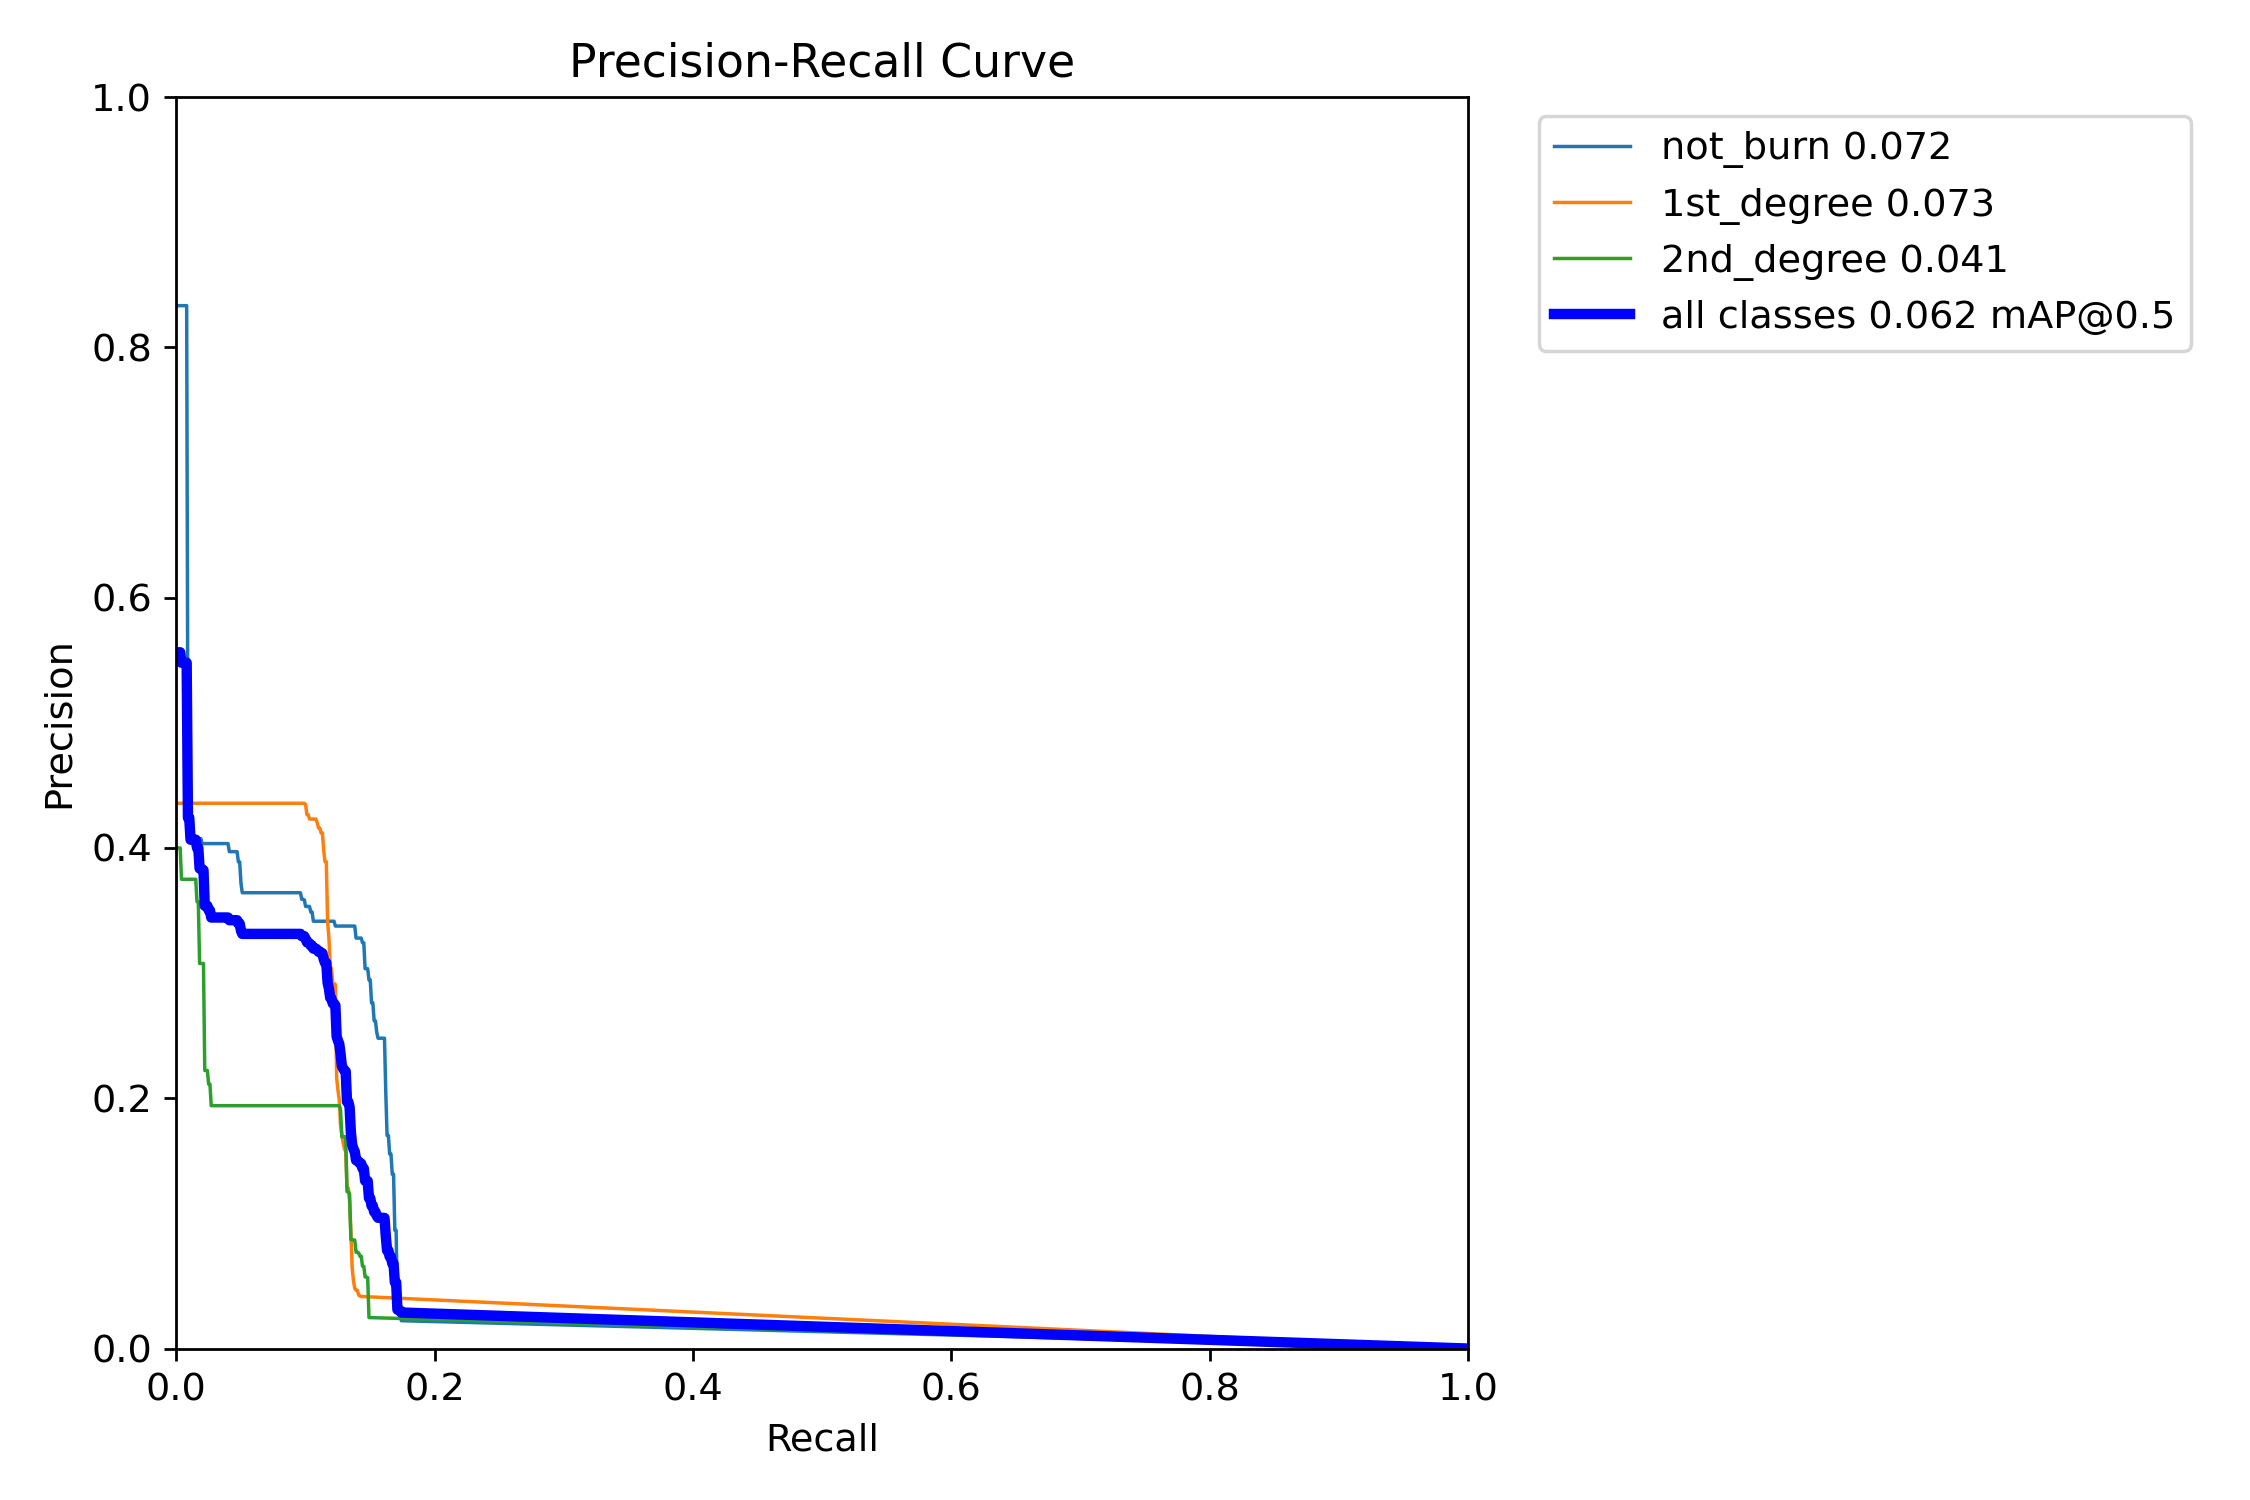 Precision-Recall Curve
1.0
0.8
0.6
0.4
0.2
0.0
Precision
0.0 0.2 0.4 0.6 0.8 1.0
Recall
not_burn 0.072
1st_degree 0.073
2nd_degree 0.041
all classes 0.062 mAP@0.5